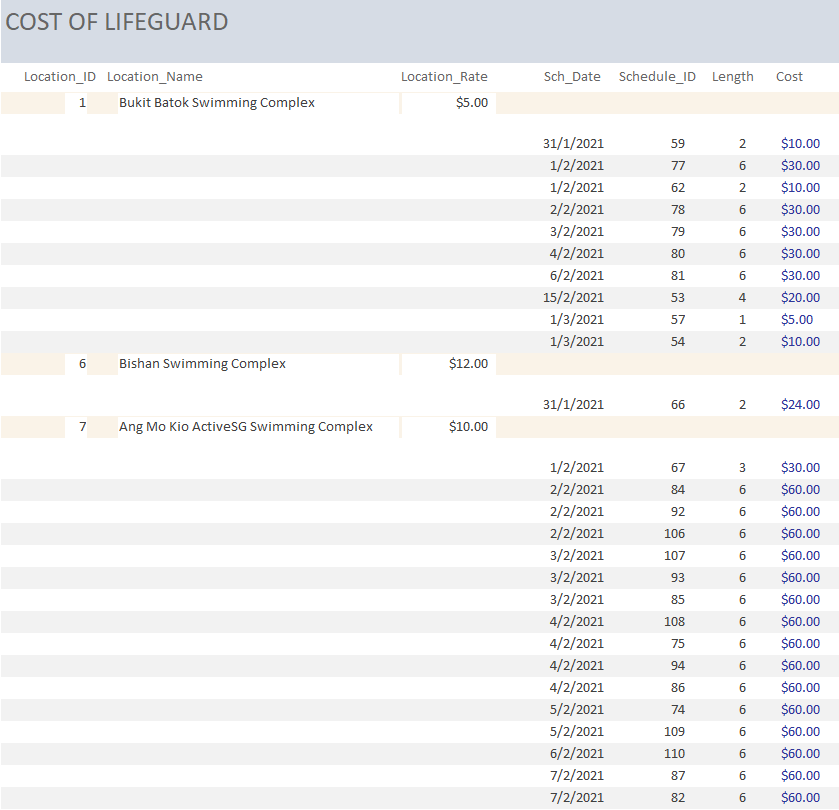 COST OF LIFEGUARD
Location_ID Location_Name Location_Rate Sch_Date Schedule_ID Length Cost
1 Bukit Batok Swimming Complex $5.00
31/1/2021 59 2 $10.00
1/2/2021 77 6 $30.00
1/2/2021 62 2 $10.00
2/2/2021 78 6 $30.00
3/2/2021 79 6 $30.00
4/2/2021 80 6 $30.00
6/2/2021 81 6 $30.00
15/2/2021 53 4 $20.00
1/3/2021 57 1 $5.00
1/3/2021 54 2 $10.00
6 Bishan Swimming Complex $12.00
31/1/2021 66 2 $24.00
7 Ang Mo Kio ActiveSG Swimming Complex $10.00
1/2/2021 67 3 $30.00
2/2/2021 84 6 $60.00
2/2/2021 92 6 $60.00
2/2/2021 106 6 $60.00
3/2/2021 107 6 $60.00
3/2/2021 93 6 $60.00
3/2/2021 85 6 $60.00
4/2/2021 108 6 $60.00
4/2/2021 75 6 $60.00
4/2/2021 94 6 $60.00
4/2/2021 86 6 $60.00
5/2/2021 74 6 $60.00
5/2/2021 109 6 $60.00
6/2/2021 110 6 $60.00
7/2/2021 87 6 $60.00
7/2/2021 82 6 $60.00